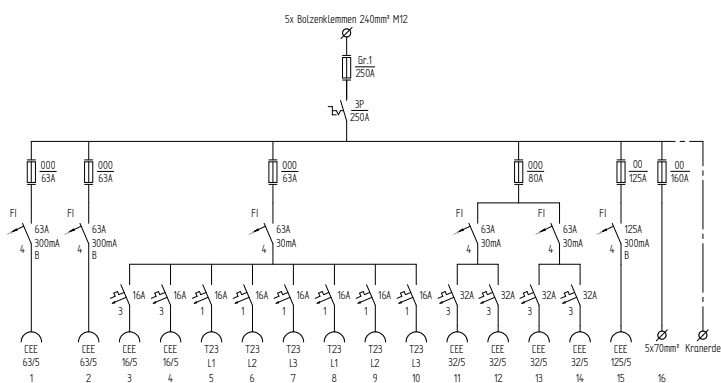 5x Bolzenklemmen 240mm² M12
Gr.1
250A
3P
250A
000 000 000 000 00 00
63A 63A 63A 80A 125A 160A
FI FI FI FI FI FI
63A 63A 63A 63A 63A 125A
300mA 300mA 30mA 30mA 30mA 300mA
4 4 4 4 4 4
B B B
16A 16A 16A 16A 16A 16A 16A 16A 32A 32A 32A 32A
3 3 1 1 1 1 1 1 3 3 3 3
CEE CEE CEE CEE T23 T23 T23 T23 T23 T23 CEE CEE CEE CEE CEE 5x70mm² Kranerde
63/5 63/5 16/5 16/5 L1 L2 L3 L1 L2 L3 32/5 32/5 32/5 32/5 125/5
1 2 3 4 5 6 7 8 9 10 11 12 13 14 15 16